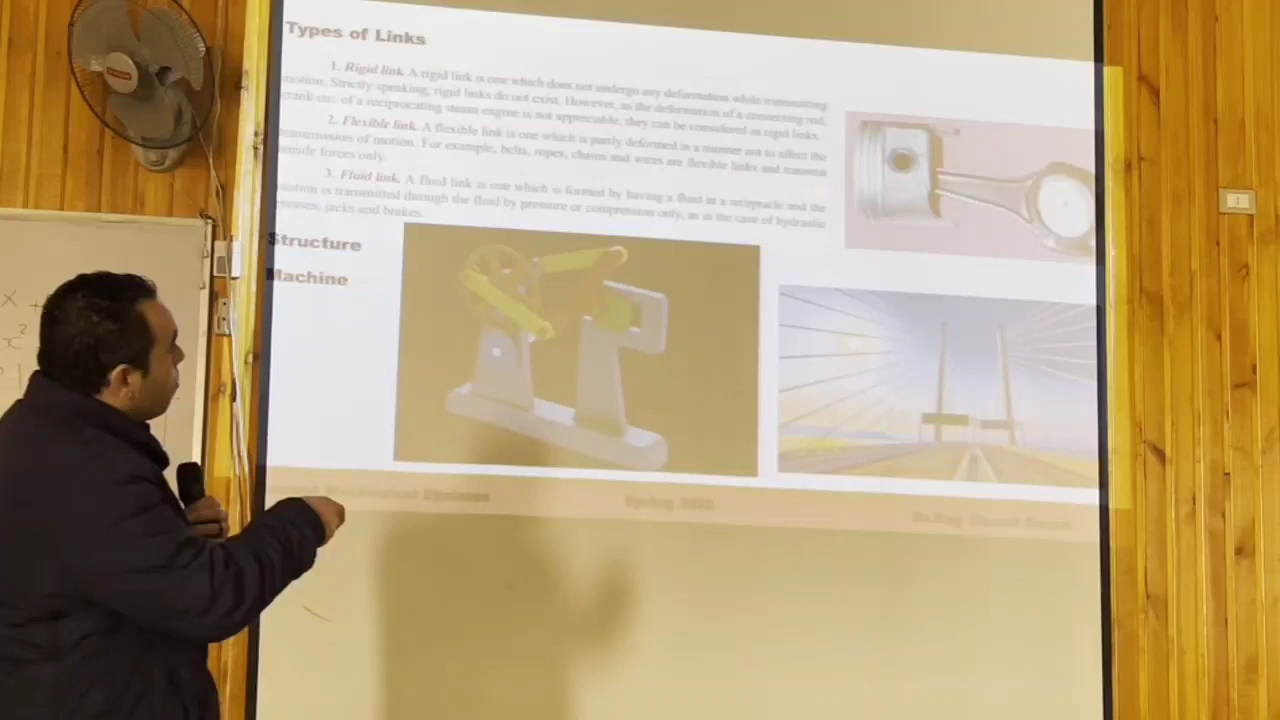 Types of Links
1. Rigid link. A rigid link is one which does not undergo any deformation while transmitting
motion. Strictly speaking, rigid links do not exist. However, as the deformation of a connecting rod,
crank etc. of a reciprocating steam engine is not appreciable, they can be considered as rigid links.
2. Flexible link. A flexible link is one which is partly deformed in a manner not to affect the
transmission of motion. For example, belts, ropes, chains and wires are flexible links and transmit
tensile forces only.
3. Fluid link. A fluid link is one which is formed by having a fluid in a receptacle and the
motion is transmitted through the fluid by pressure or compression only, as in the case of hydraulic
presses, jacks and brakes.
Structure
Machine
Mechanical Systems
Spring
x +
x²
1